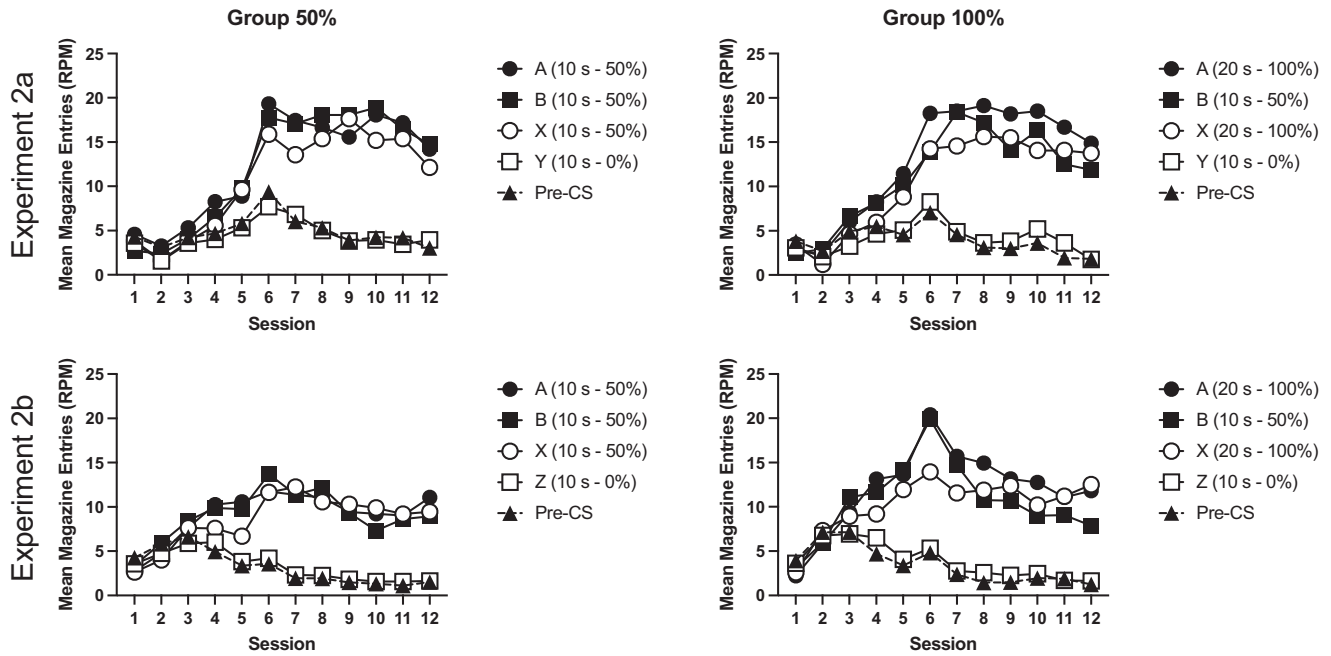 Group 50%
Group 100%
Experiment 2a
Mean Magazine Entries (RPM)
25
20
15
10
5
0
1 2 3 4 5 6 7 8 9 10 11 12
Session
A (10 s - 50%)
B (10 s - 50%)
X (10 s - 50%)
Y (10 s - 0%)
Pre-CS
Mean Magazine Entries (RPM)
25
20
15
10
5
0
1 2 3 4 5 6 7 8 9 10 11 12
Session
A (20 s - 100%)
B (10 s - 50%)
X (20 s - 100%)
Y (10 s - 0%)
Pre-CS
Experiment 2b
Mean Magazine Entries (RPM)
25
20
15
10
5
0
1 2 3 4 5 6 7 8 9 10 11 12
Session
A (10 s - 50%)
B (10 s - 50%)
X (10 s - 50%)
Z (10 s - 0%)
Pre-CS
Mean Magazine Entries (RPM)
25
20
15
10
5
0
1 2 3 4 5 6 7 8 9 10 11 12
Session
A (20 s - 100%)
B (10 s - 50%)
X (20 s - 100%)
Z (10 s - 0%)
Pre-CS